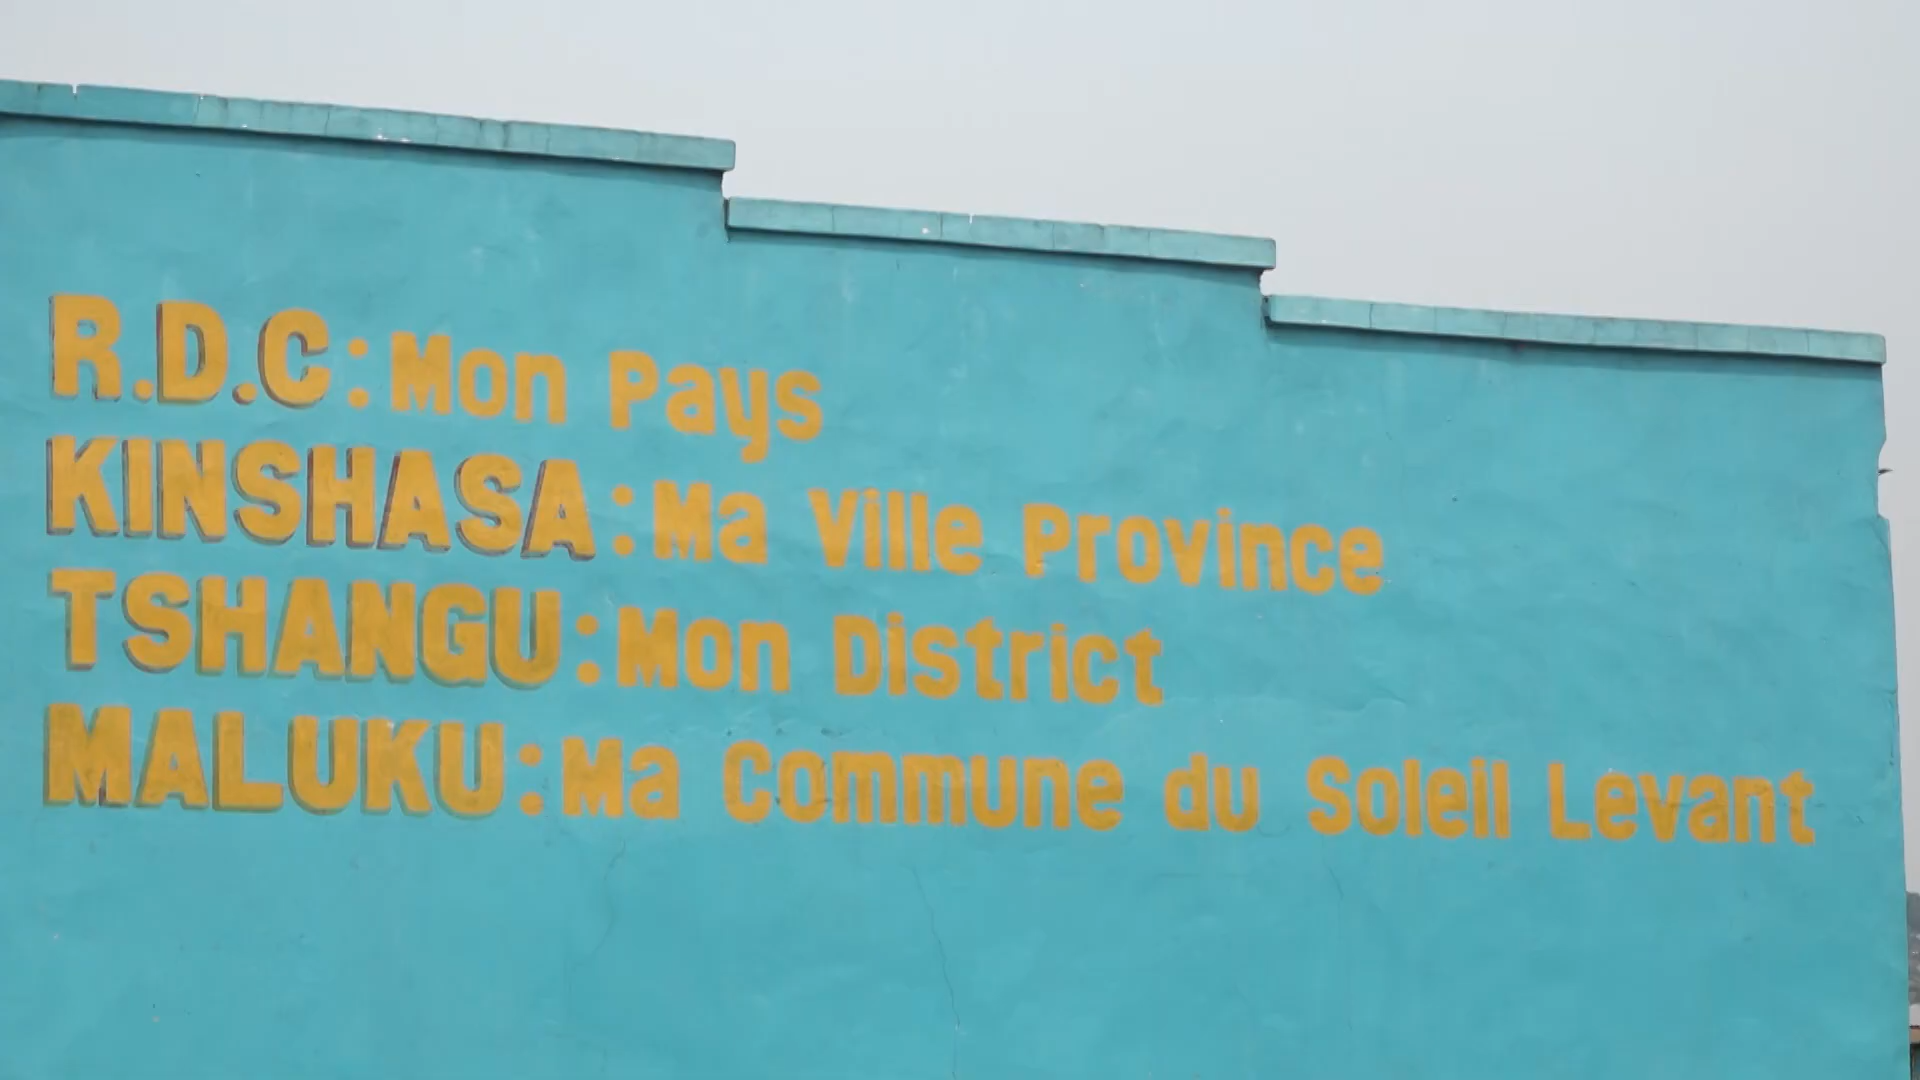 R.D.C : Mon Pays
KINSHASA : Ma Ville Province
TSHANGU : Mon District
MALUKU : Ma Commune du Soleil Levant